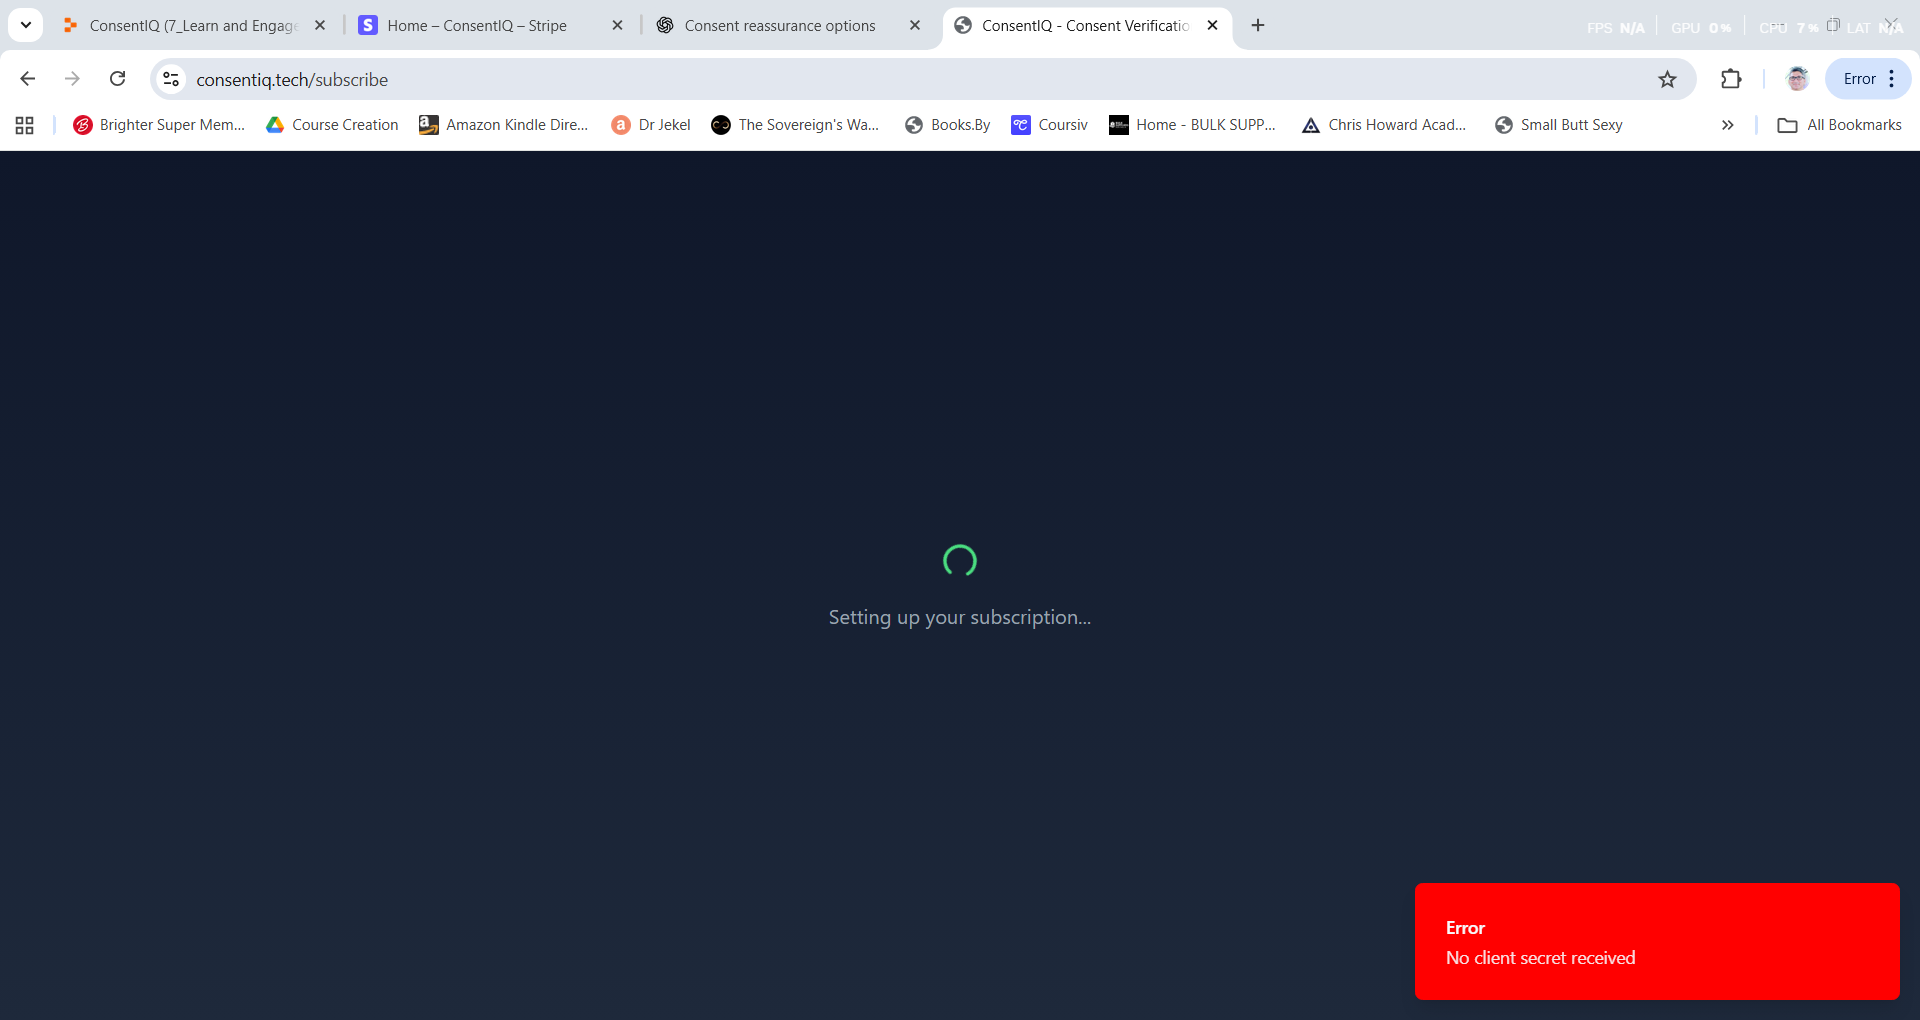 ConsentIQ (7_Learn and Engage
Home – ConsentIQ – Stripe
Consent reassurance options
ConsentIQ - Consent Verificatio
FPS N/A GPU 0% CPU 7% LAT N/A
consentiq.tech/subscribe
Error
Brighter Super Mem...
Course Creation
Amazon Kindle Dire...
Dr Jekel
The Sovereign's Wa...
Books.By
Coursiv
Home - BULK SUPP...
Chris Howard Acad...
Small Butt Sexy
All Bookmarks
Setting up your subscription...
Error
No client secret received